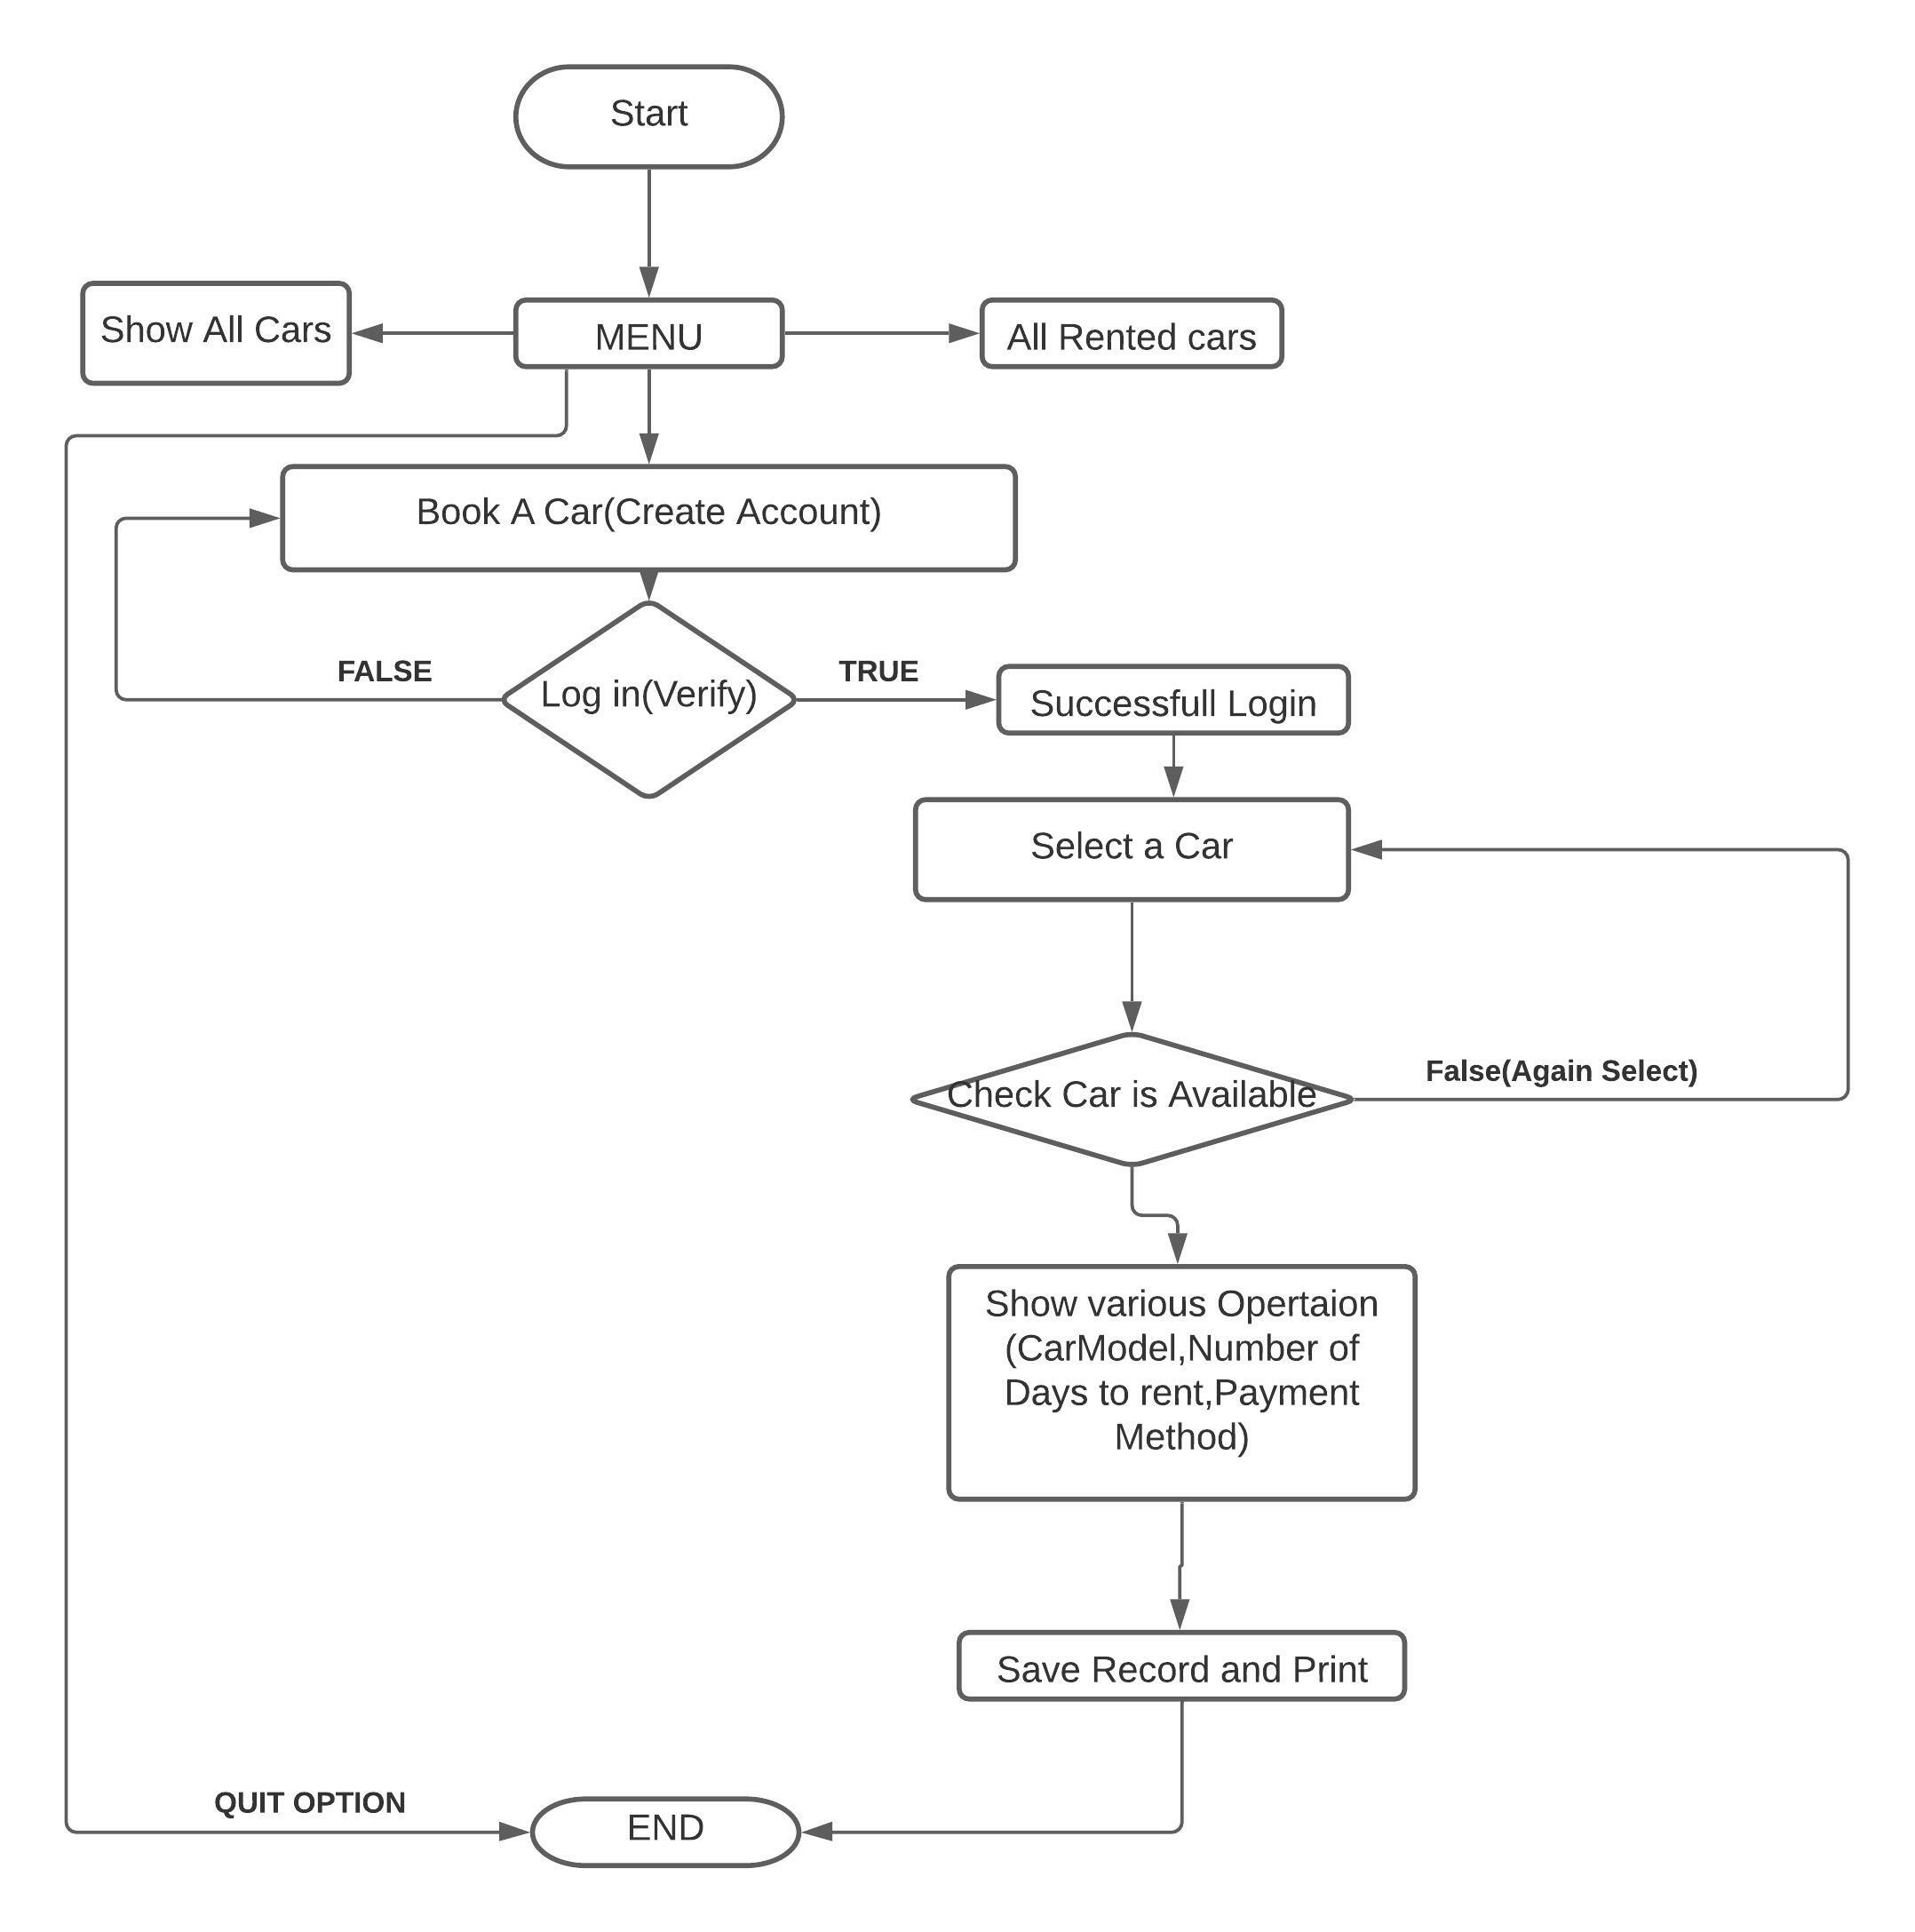 Start
Show All Cars
MENU
All Rented cars
Book A Car(Create Account)
FALSE
Log in(Verify)
TRUE
Successfull Login
Select a Car
Check Car is Available
False(Again Select)
Show various Opertaion
(CarModel,Number of
Days to rent,Payment
Method)
Save Record and Print
QUIT OPTION
END